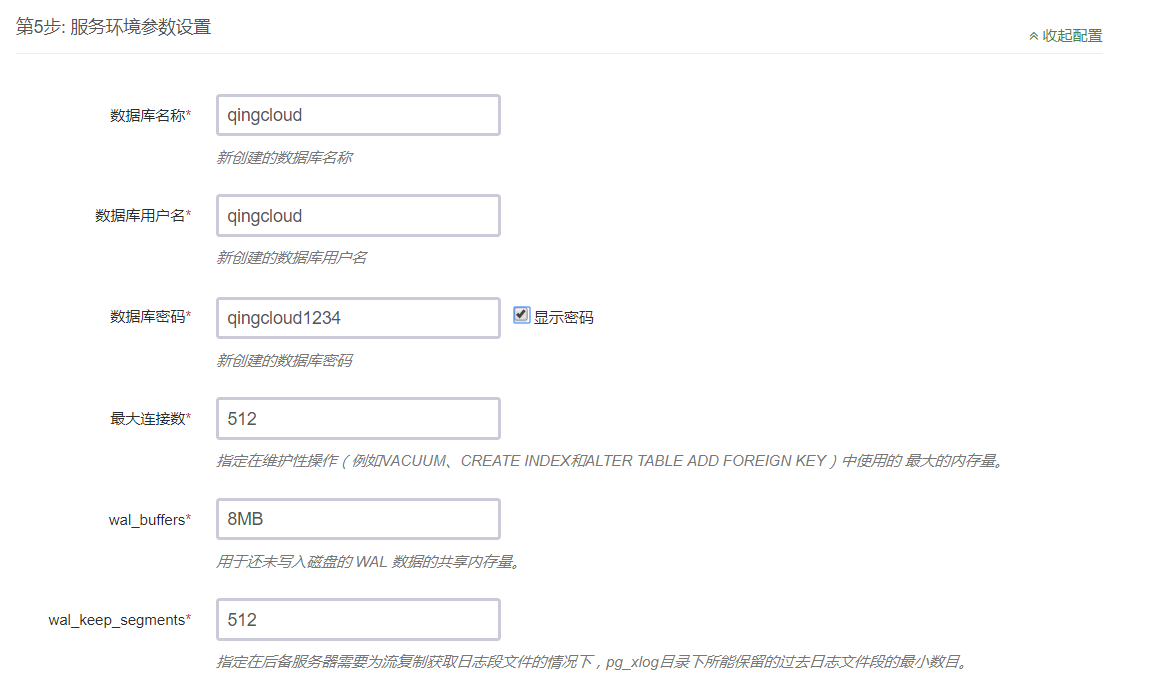 第5步: 服务环境参数设置
收起配置
数据库名称* qingcloud
新创建的数据库名称
数据库用户名* qingcloud
新创建的数据库用户名
数据库密码* qingcloud1234 显示密码
新创建的数据库密码
最大连接数* 512
指定在维护性操作（例如VACUUM、CREATE INDEX和ALTER TABLE ADD FOREIGN KEY）中使用的 最大的内存量。
wal_buffers* 8MB
用于还未写入磁盘的 WAL 数据的共享内存量。
wal_keep_segments* 512
指定在后备服务器需要为流复制获取日志段文件的情况下，pg_xlog目录下所能保留的过去日志文件段的最小数目。